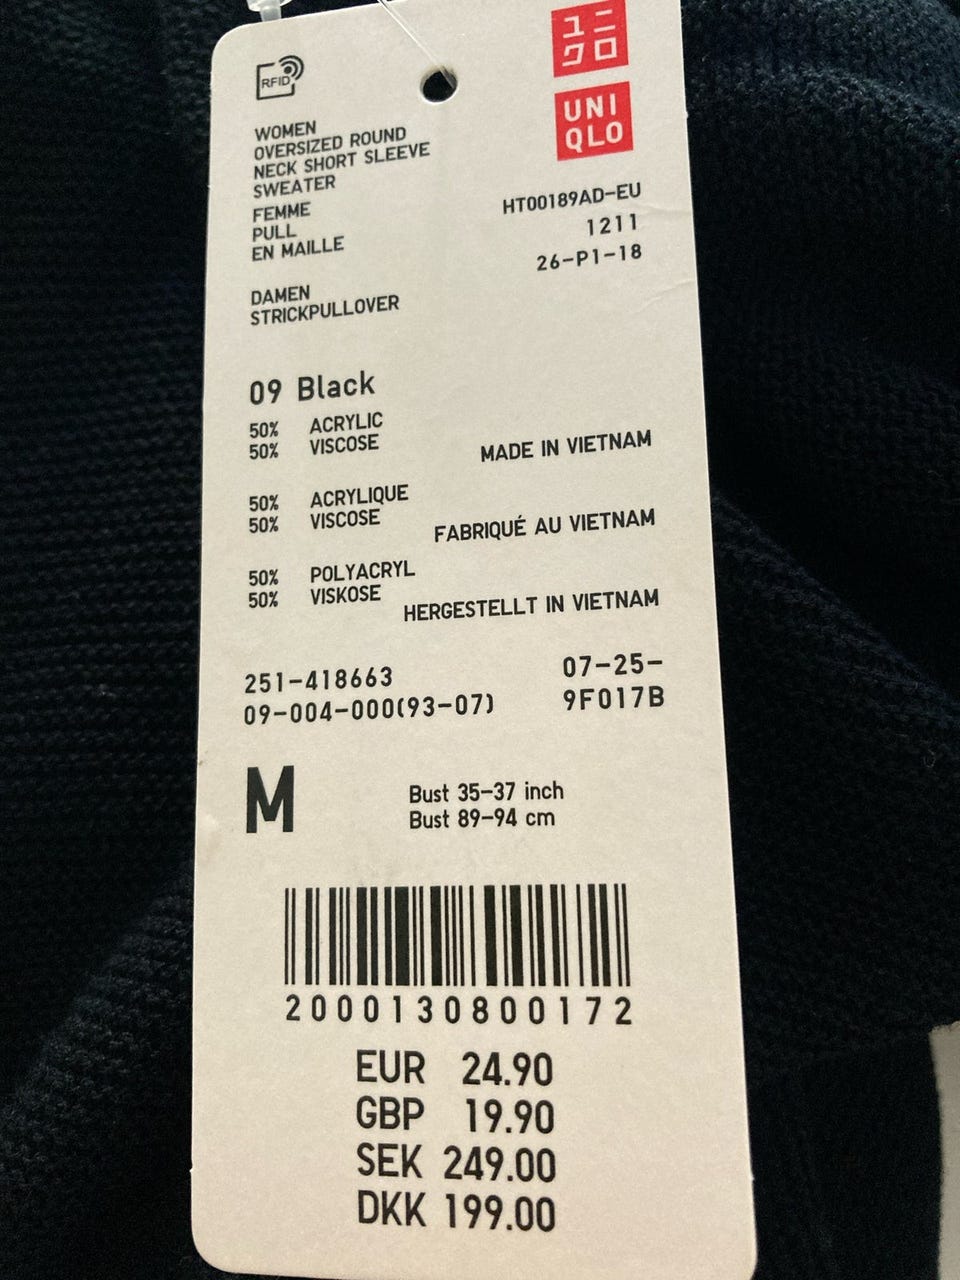 RFID
ユニ
クロ
UNI
QLO
WOMEN
OVERSIZED ROUND
NECK SHORT SLEEVE
SWEATER
FEMME
PULL
EN MAILLE
HT00189AD-EU
1211
26-P1-18
DAMEN
STRICKPULLOVER
09 Black
50% ACRYLIC
50% VISCOSE
MADE IN VIETNAM
50% ACRYLIQUE
50% VISCOSE
FABRIQUÉ AU VIETNAM
50% POLYACRYL
50% VISKOSE
HERGESTELLT IN VIETNAM
251-418663 07-25-
09-004-000(93-07) 9F017B
M
Bust 35-37 inch
Bust 89-94 cm
2000130800172
EUR 24.90
GBP 19.90
SEK 249.00
DKK 199.00